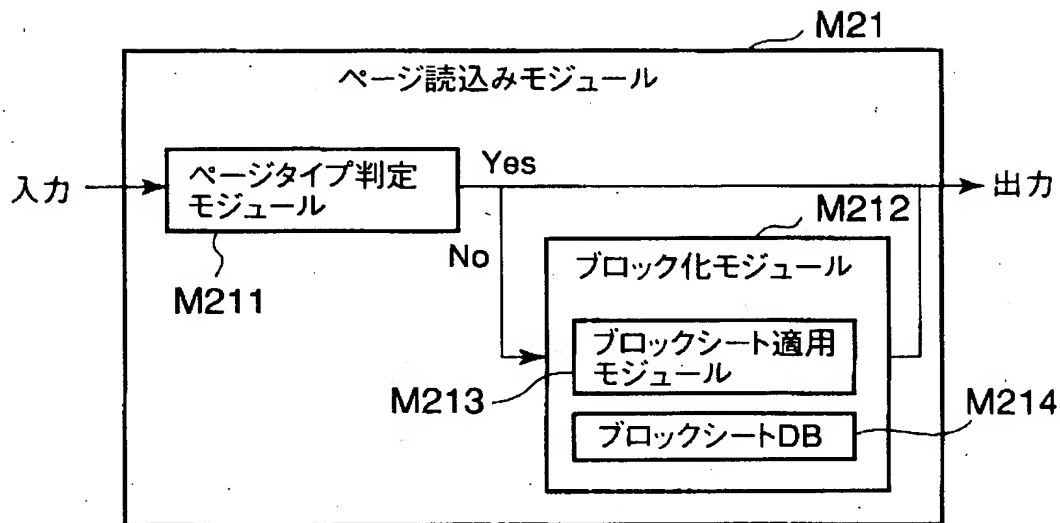 M21
ページ読込みモジュール
入力
ページタイプ判定
モジュール
Yes
出力
M212
No
ブロック化モジュール
M211
ブロックシート適用
モジュール
M213
M214
ブロックシートDB